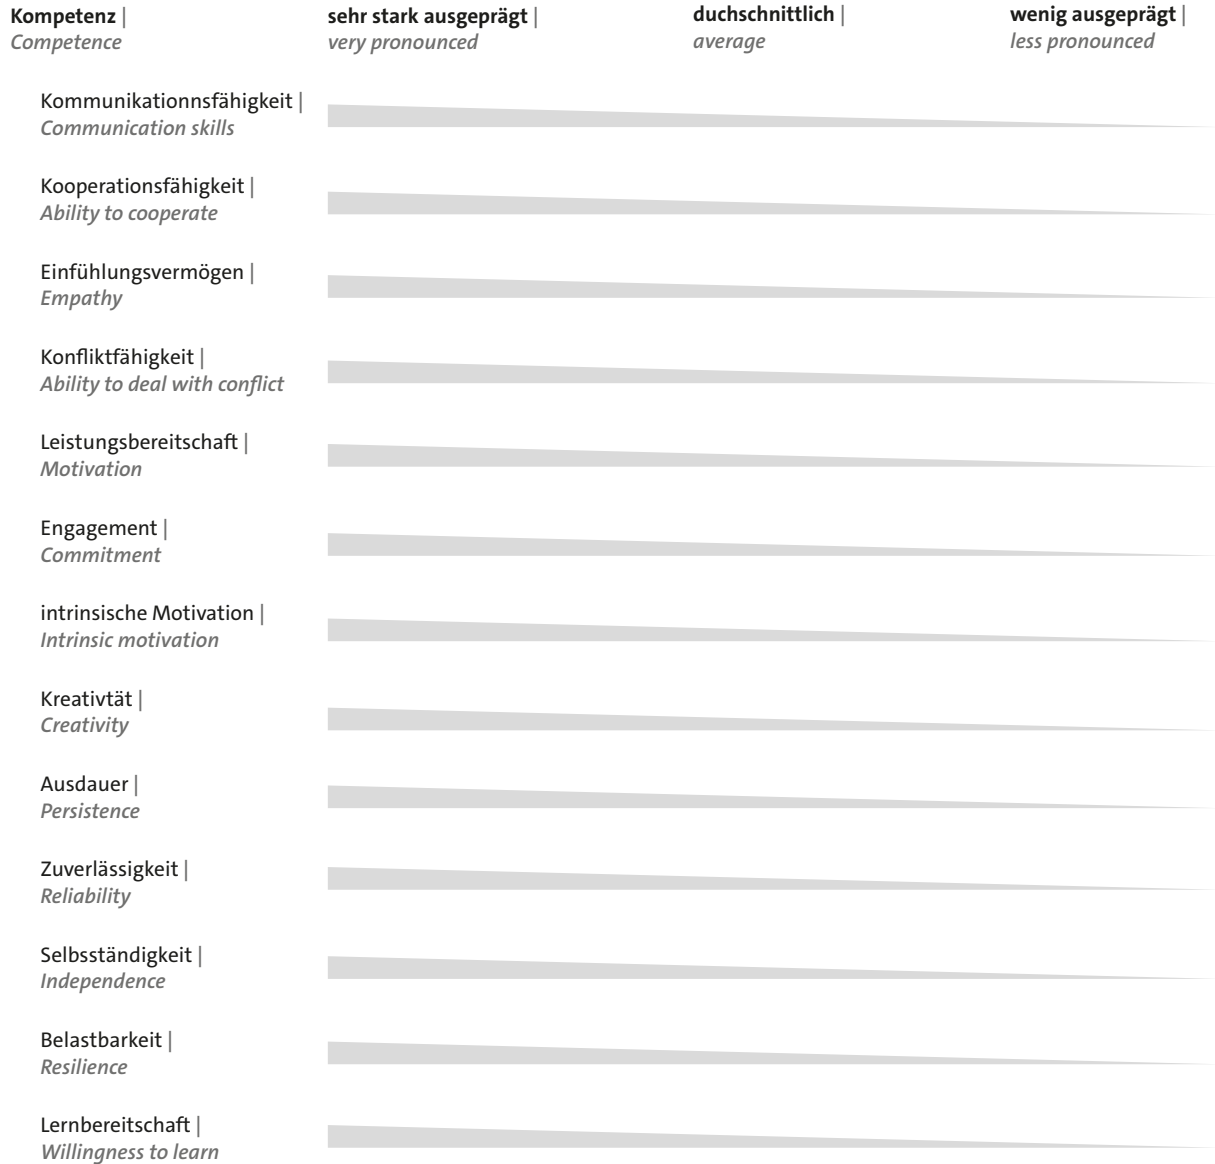 Kompetenz | sehr stark ausgeprägt | duchschnittlich | wenig ausgeprägt |
Competence very pronounced average less pronounced
Kommunikationnsfähigkeit |
Communication skills
Kooperationsfähigkeit |
Ability to cooperate
Einfühlungsvermögen |
Empathy
Konfliktfähigkeit |
Ability to deal with conflict
Leistungsbereitschaft |
Motivation
Engagement |
Commitment
intrinsische Motivation |
Intrinsic motivation
Kreativtät |
Creativity
Ausdauer |
Persistence
Zuverlässigkeit |
Reliability
Selbsständigkeit |
Independence
Belastbarkeit |
Resilience
Lernbereitschaft |
Willingness to learn